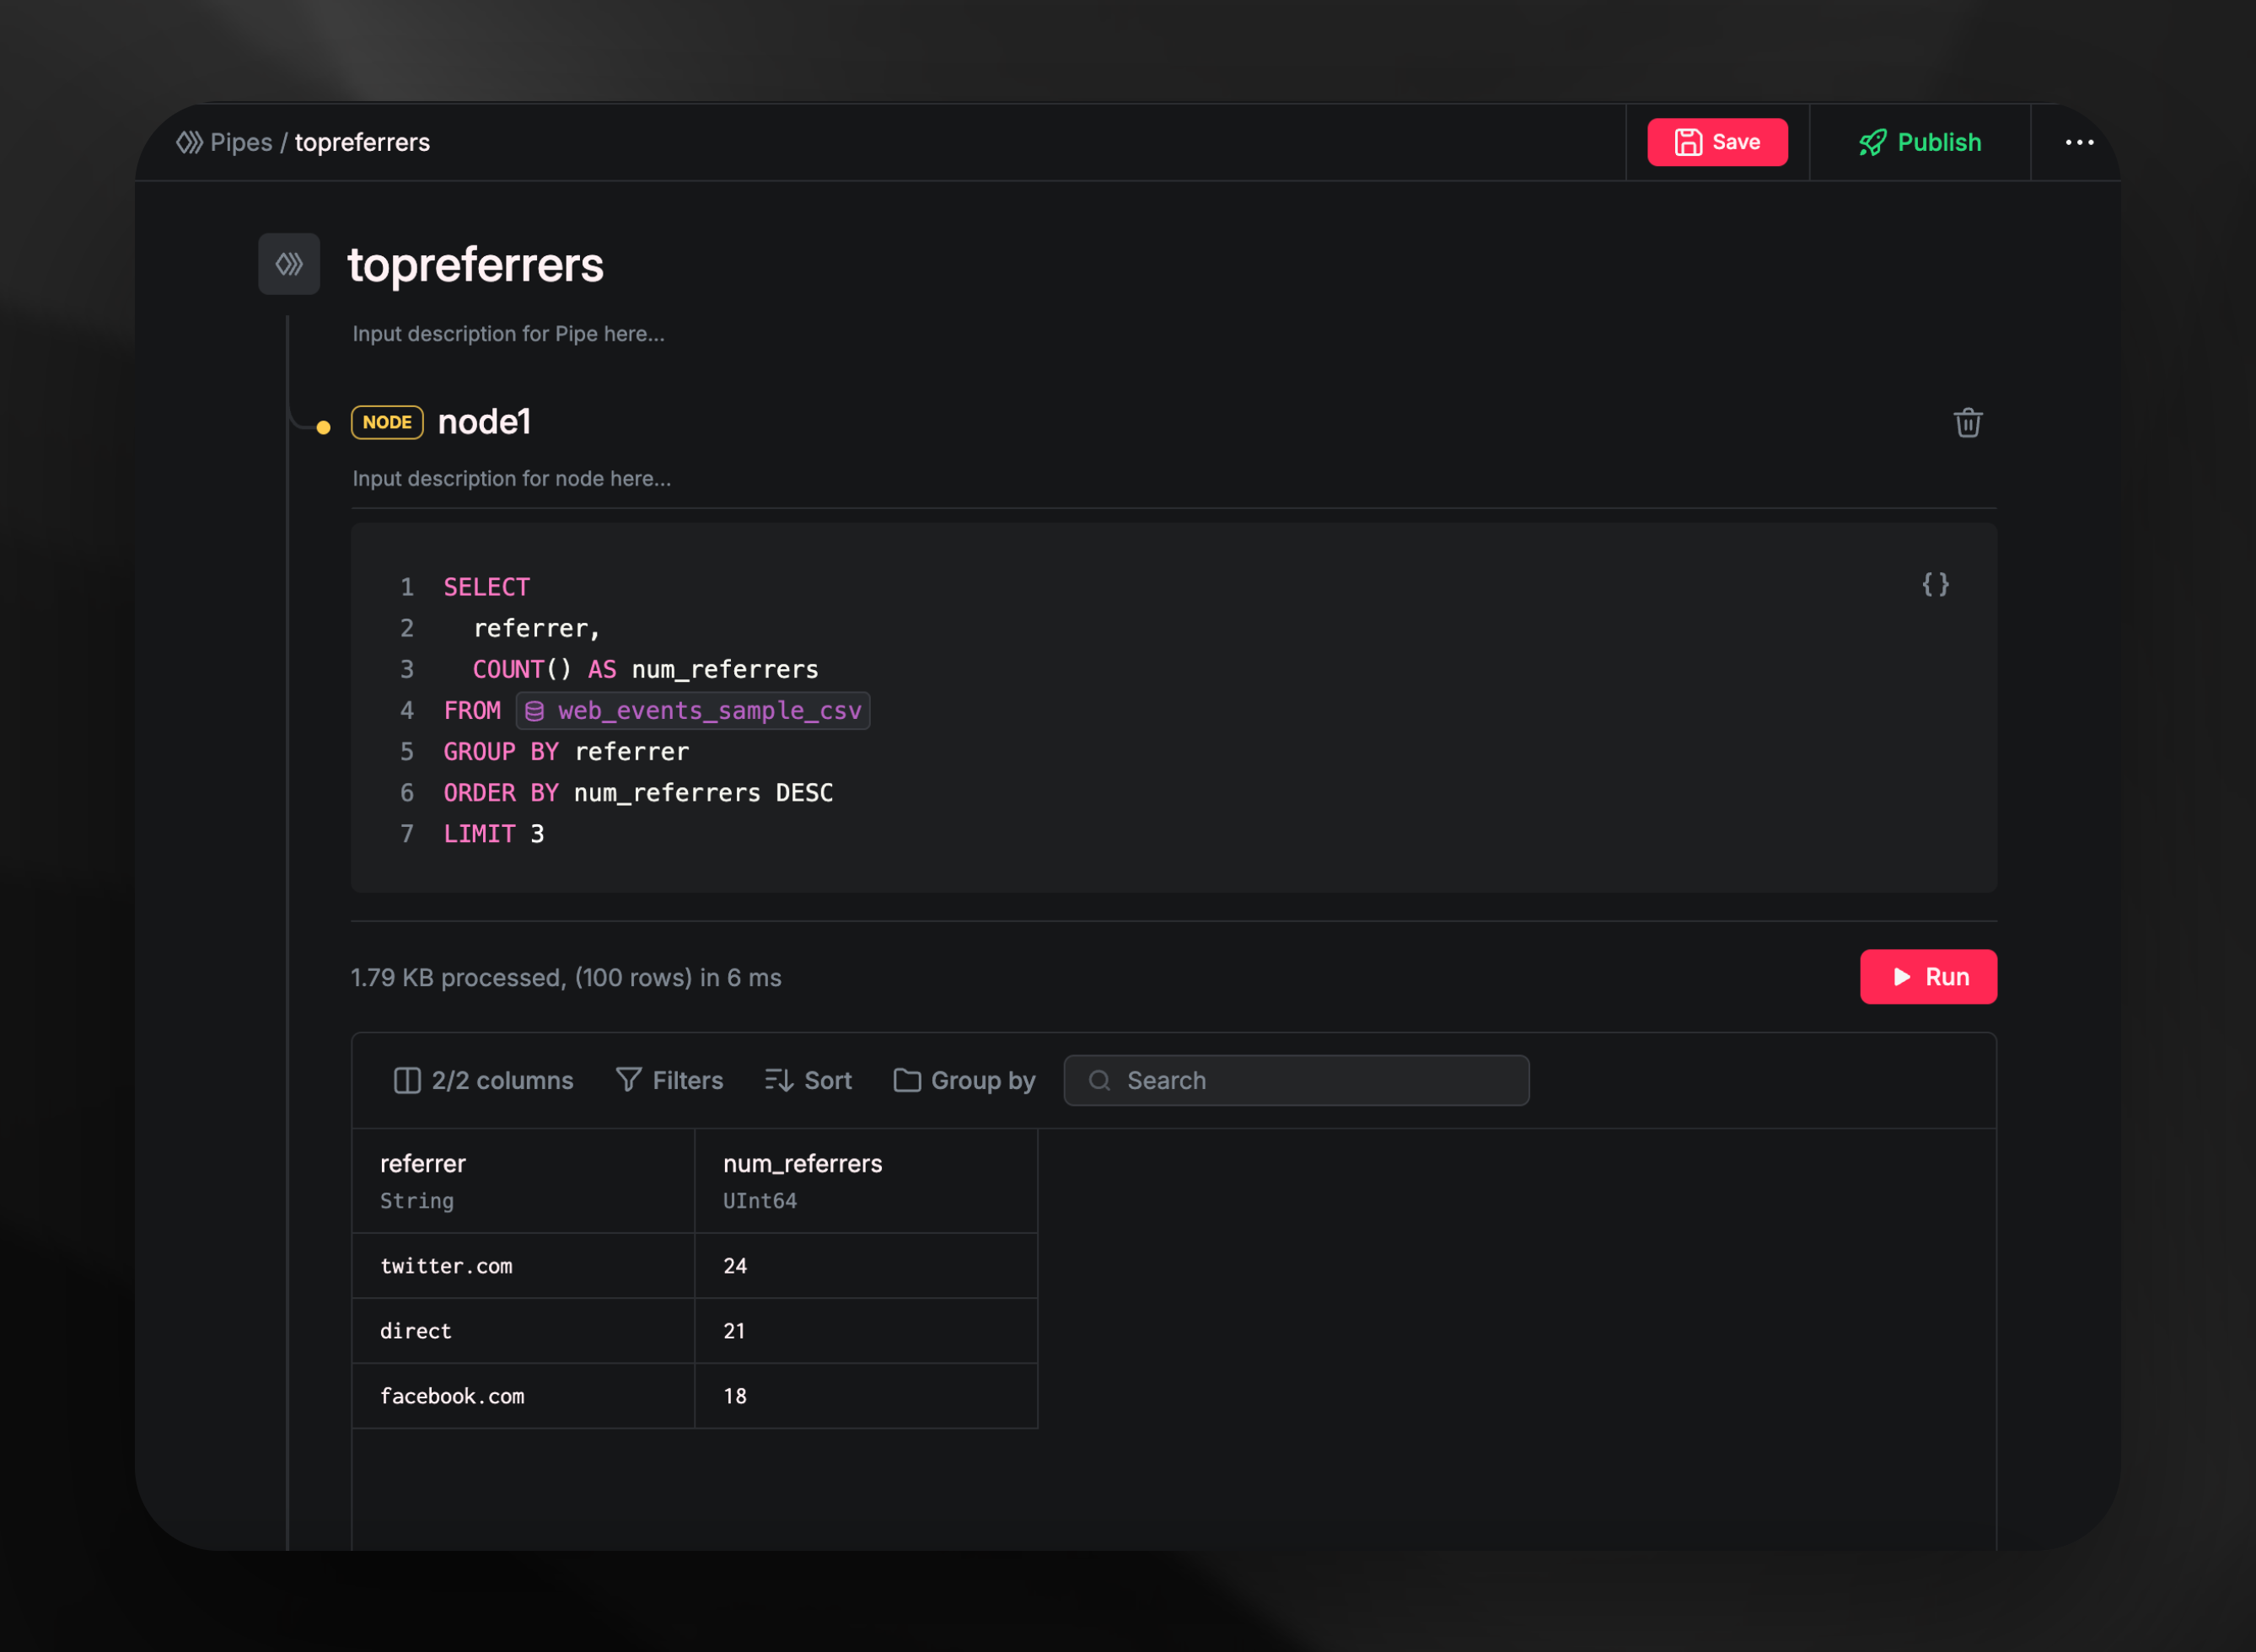 Pipes / topreferrers
Save
Publish
topreferrers
Input description for Pipe here...
NODE node1
Input description for node here...
1 SELECT
2 referrer,
3 COUNT() AS num_referrers
4 FROM web_events_sample_csv
5 GROUP BY referrer
6 ORDER BY num_referrers DESC
7 LIMIT 3
{}
1.79 KB processed, (100 rows) in 6 ms
Run
2/2 columns Filters Sort Group by Search
referrer num_referrers
String UInt64
twitter.com 24
direct 21
facebook.com 18